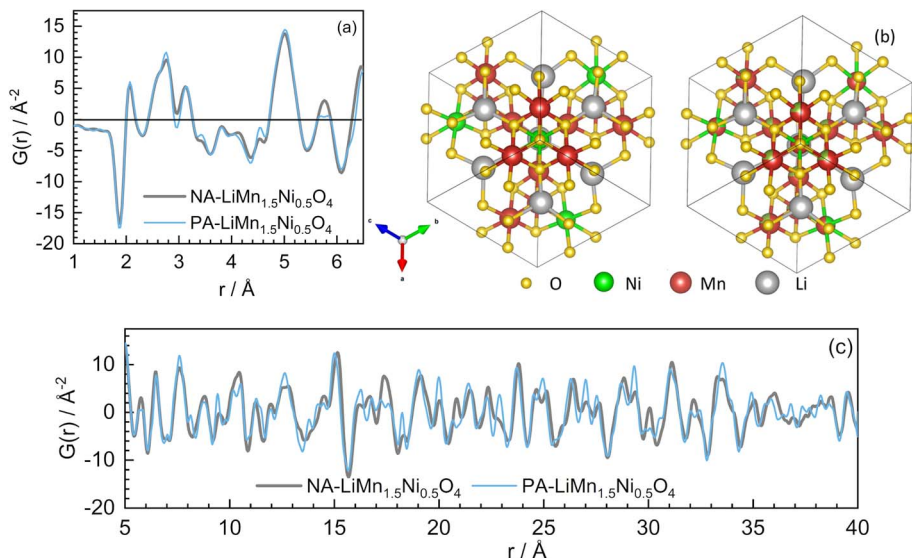 (a)
15
10
5
0
-5
-10
-15
-20
G(r) / Å⁻²
NA-LiMn₁.₅Ni₀.₅O₄
PA-LiMn₁.₅Ni₀.₅O₄
1 2 3 4 5 6
r / Å
(b)
c b
a
O Ni Mn Li
(c)
10
0
-10
-20
G(r) / Å⁻²
NA-LiMn₁.₅Ni₀.₅O₄ PA-LiMn₁.₅Ni₀.₅O₄
5 10 15 20 25 30 35 40
r / Å